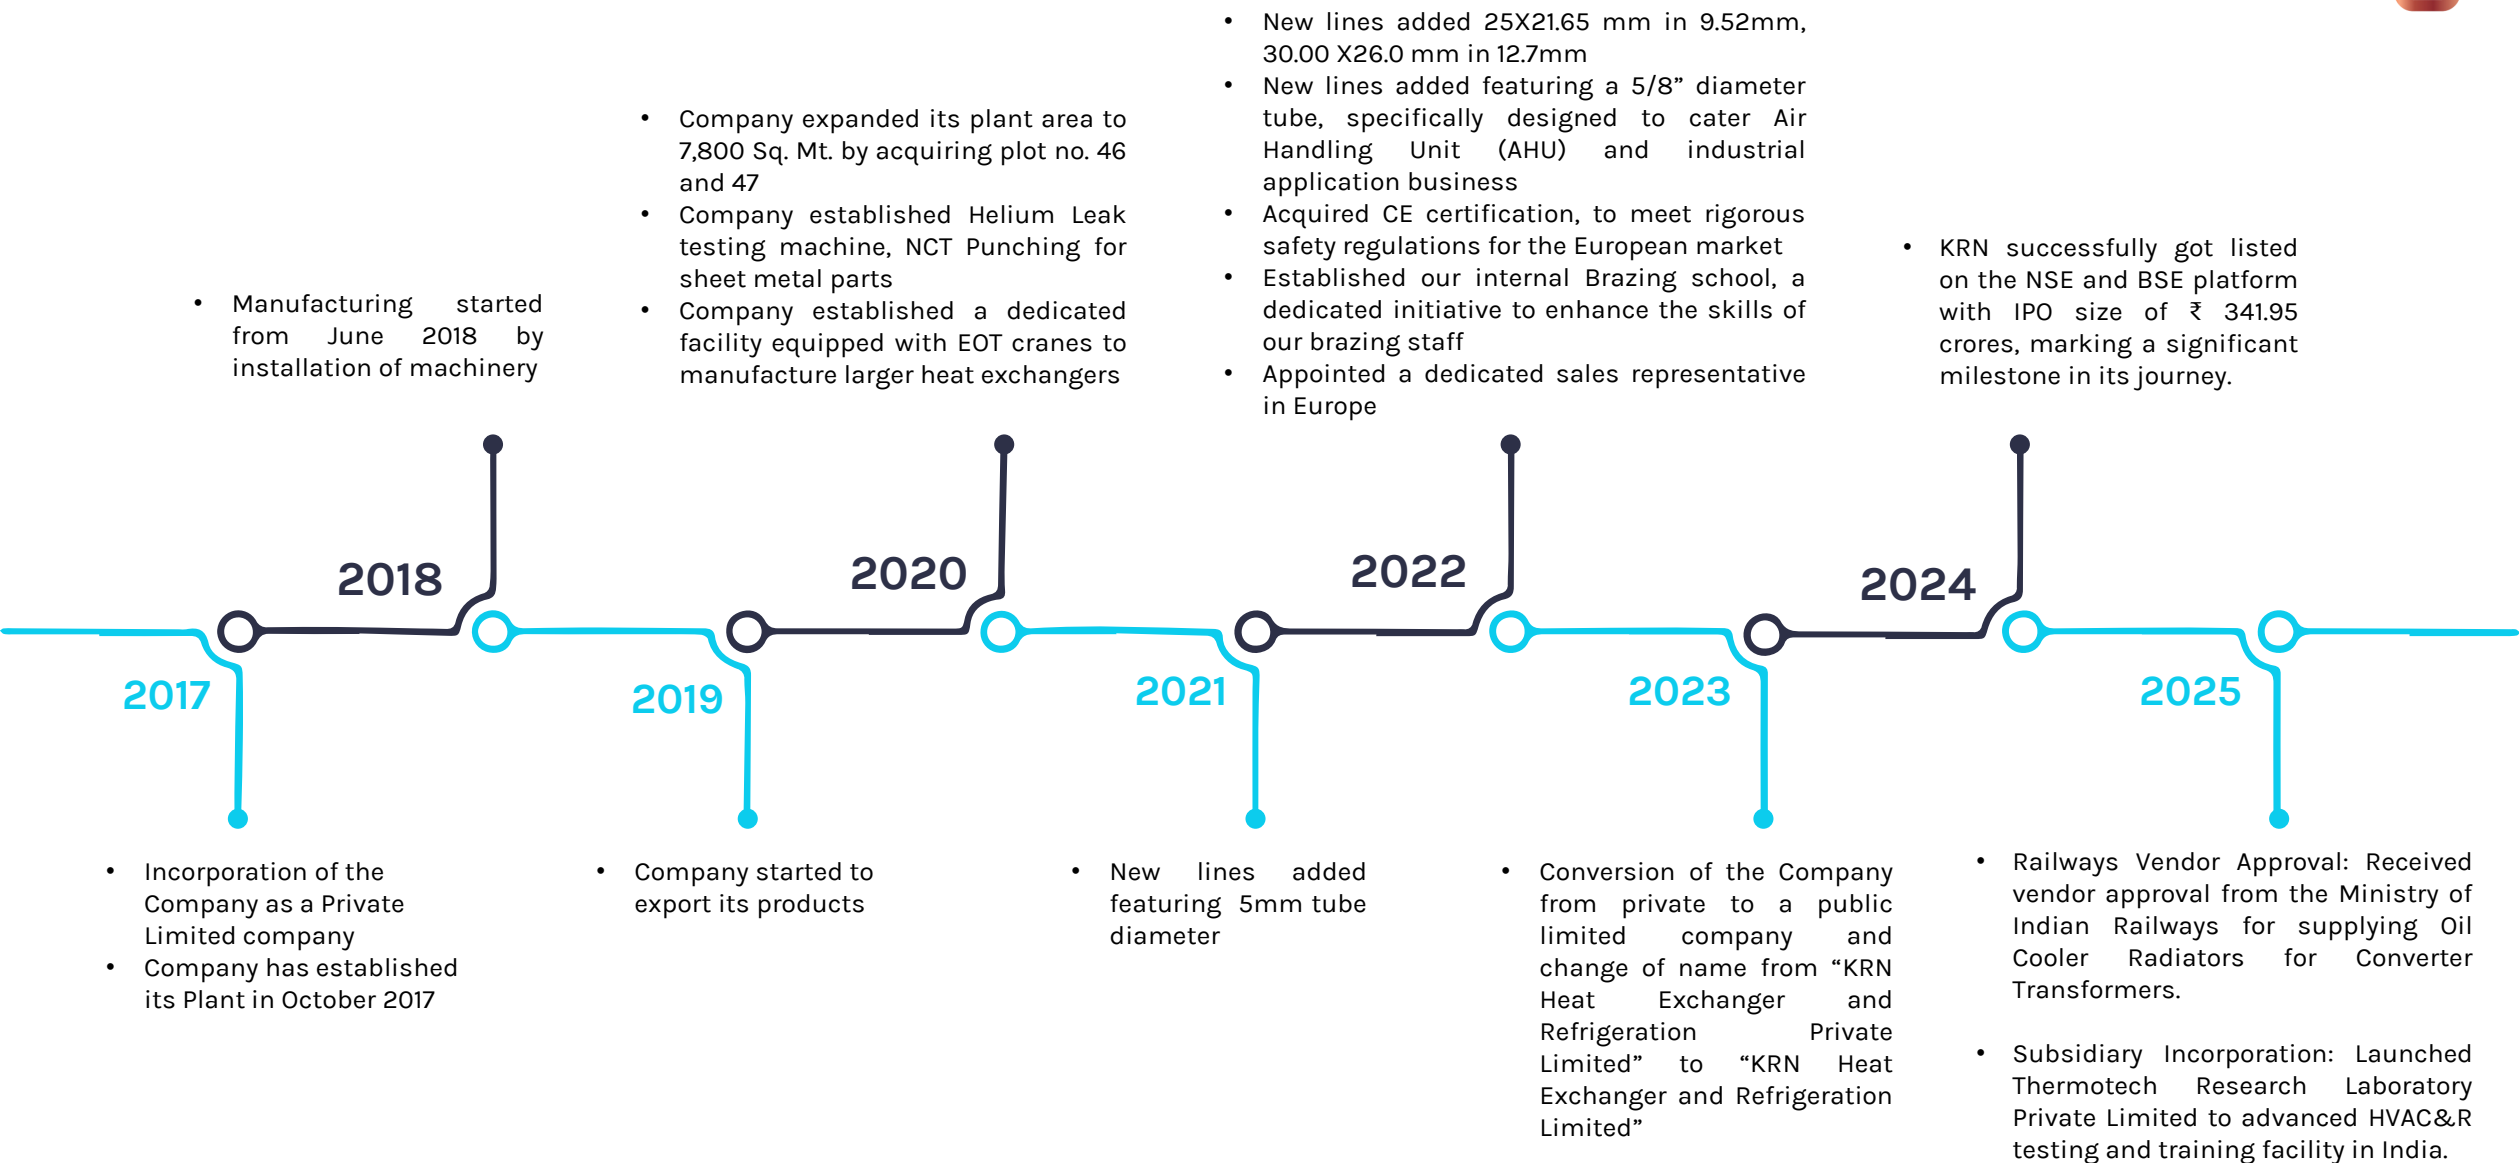 • Manufacturing started
from June 2018 by
installation of machinery
• Company expanded its plant area to
7,800 Sq. Mt. by acquiring plot no. 46
and 47
• Company established Helium Leak
testing machine, NCT Punching for
sheet metal parts
• Company established a dedicated
facility equipped with EOT cranes to
manufacture larger heat exchangers
• New lines added 25X21.65 mm in 9.52mm,
30.00 X26.0 mm in 12.7mm
• New lines added featuring a 5/8” diameter
tube, specifically designed to cater Air
Handling Unit (AHU) and industrial
application business
• Acquired CE certification, to meet rigorous
safety regulations for the European market
• Established our internal Brazing school, a
dedicated initiative to enhance the skills of
our brazing staff
• Appointed a dedicated sales representative
in Europe
• KRN successfully got listed
on the NSE and BSE platform
with IPO size of ₹ 341.95
crores, marking a significant
milestone in its journey.
2018
2020
2022
2024
2017
2019
2021
2023
2025
• Incorporation of the
Company as a Private
Limited company
• Company has established
its Plant in October 2017
• Company started to
export its products
• New lines added
featuring 5mm tube
diameter
• Conversion of the Company
from private to a public
limited company and
change of name from “KRN
Heat Exchanger and
Refrigeration Private
Limited” to “KRN Heat
Exchanger and Refrigeration
Limited”
• Railways Vendor Approval: Received
vendor approval from the Ministry of
Indian Railways for supplying Oil
Cooler Radiators for Converter
Transformers.
• Subsidiary Incorporation: Launched
Thermotech Research Laboratory
Private Limited to advanced HVAC&R
testing and training facility in India.